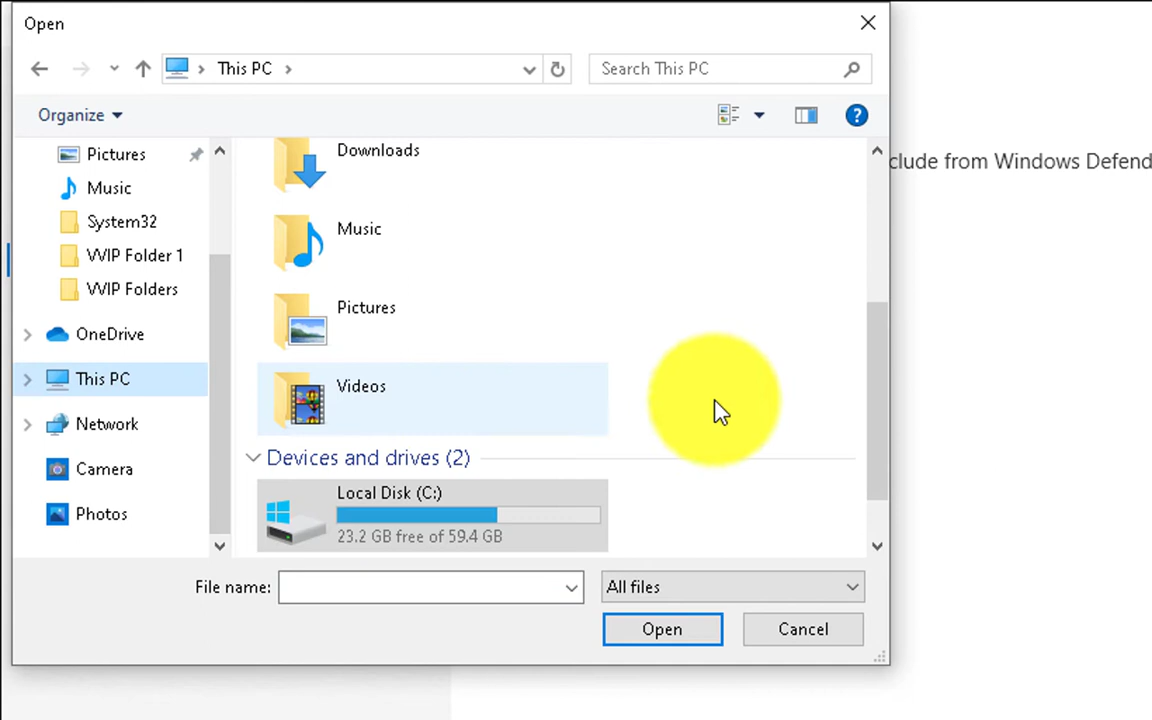 Open
This PC
Search This PC
Organize
Pictures
Music
System32
WIP Folder 1
WIP Folders
OneDrive
This PC
Network
Camera
Photos
Downloads
Music
Pictures
Videos
Devices and drives (2)
Local Disk (C:)
23.2 GB free of 59.4 GB
File name:
All files
Open
Cancel
clude from Windows Defend